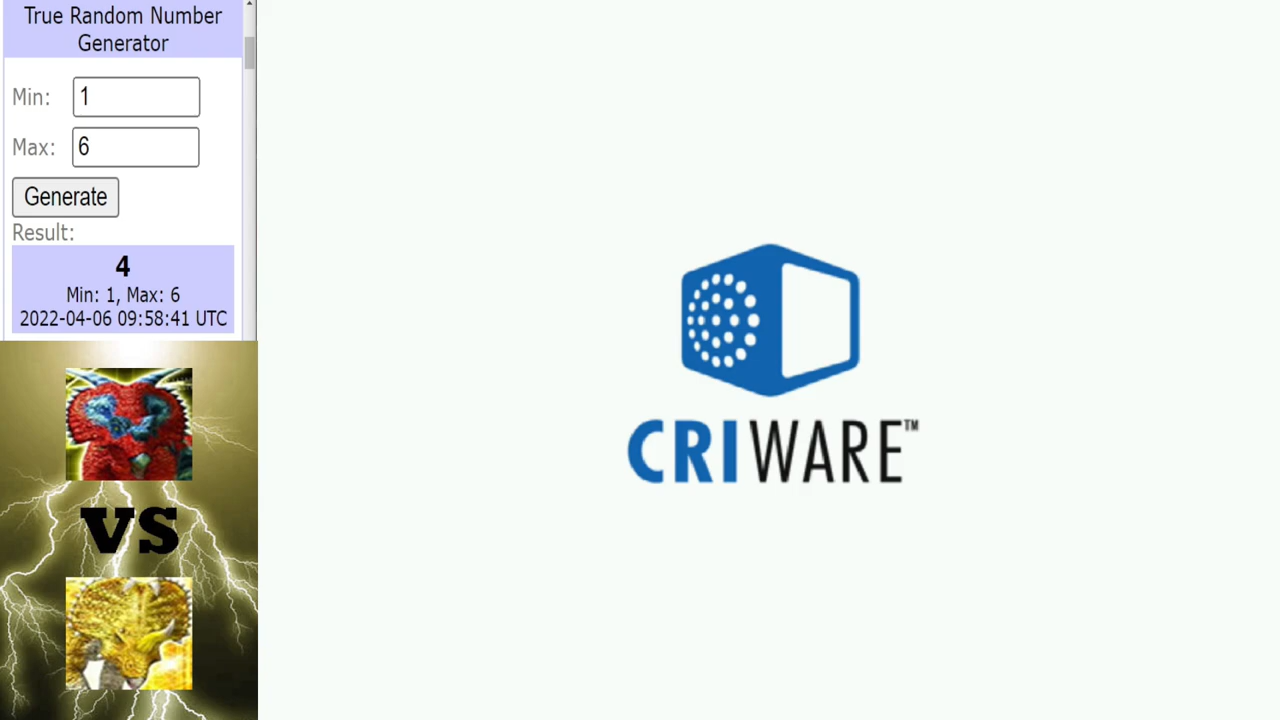 True Random Number
Generator
Min: 1
Max: 6
Generate
Result:
4
Min: 1, Max: 6
2022-04-06 09:58:41 UTC
vs
CRIWARE™